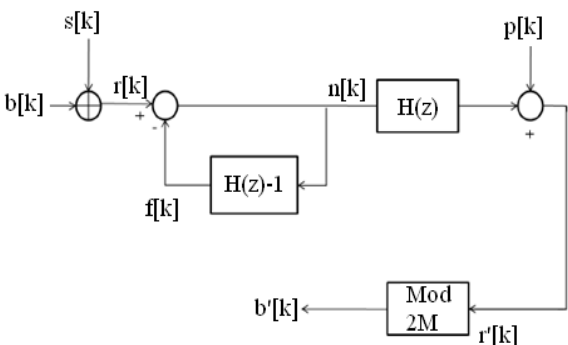 s[k]
p[k]
b[k]
r[k]
n[k]
+
-
H(z)
+
H(z)-1
f[k]
b'[k]
Mod
2M
r'[k]